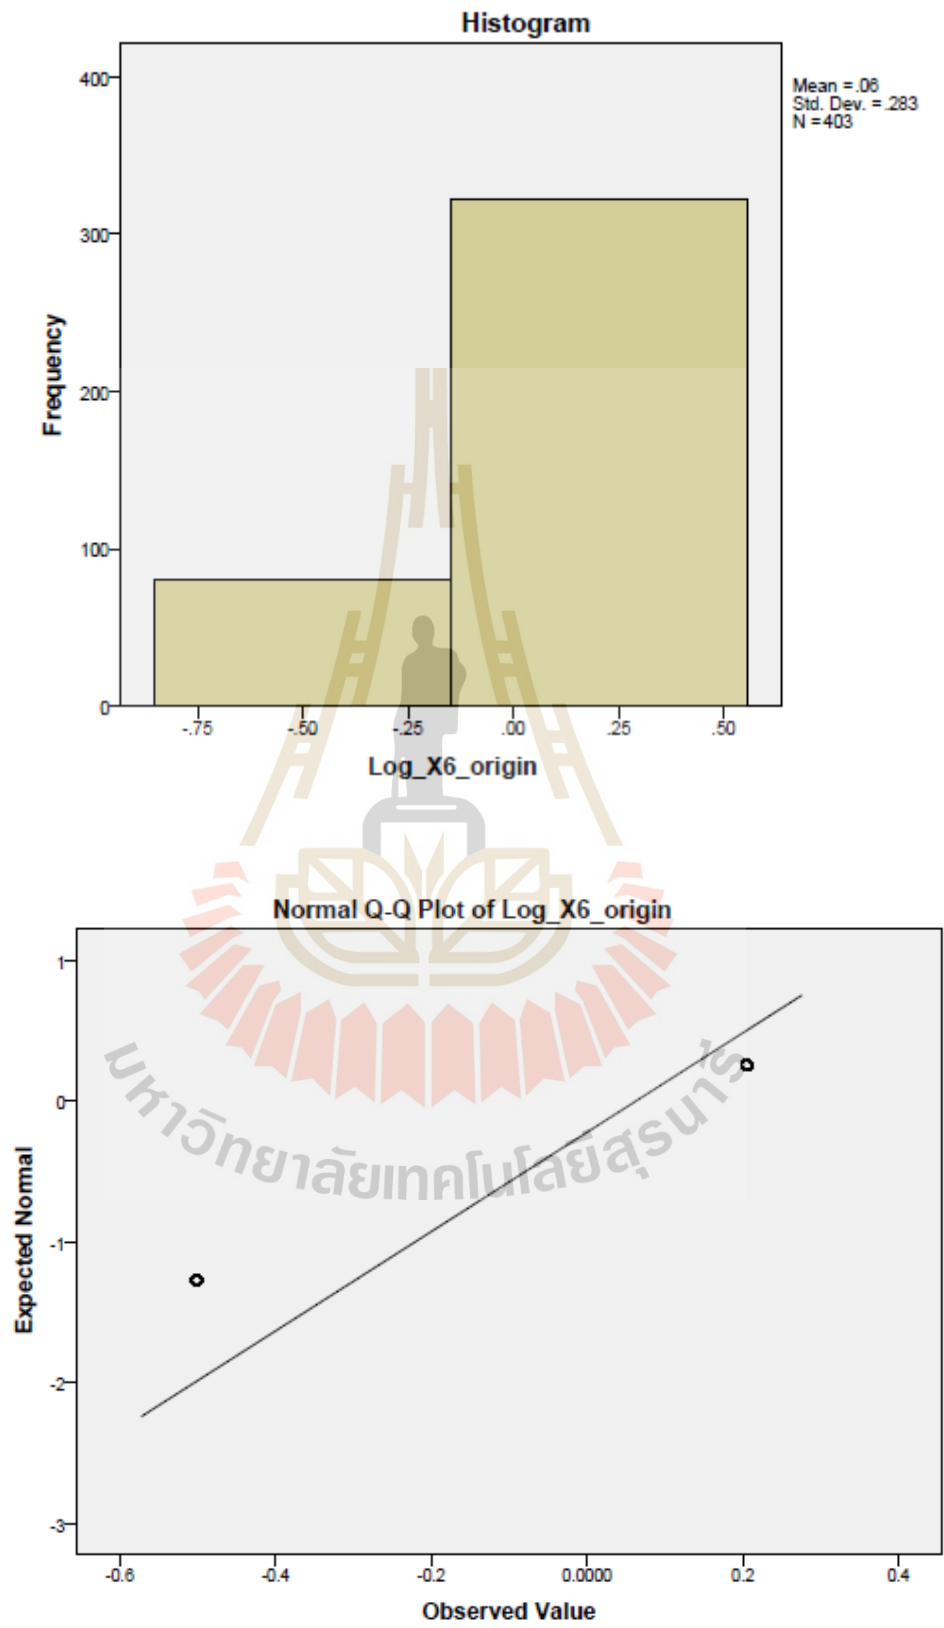 Histogram
400
300
200
100
0
Frequency
Mean =.06
Std. Dev. =.283
N =403
-.75 -.50 -.25 .00 .25 .50
Log_X6_origin
Normal Q-Q Plot of Log_X6_origin
1
0
-1
-2
-3
Expected Normal
มหาวิทยาลัยเทคโนโลยีสุรนารี
-0.6 -0.4 -0.2 0.0000 0.2 0.4
Observed Value